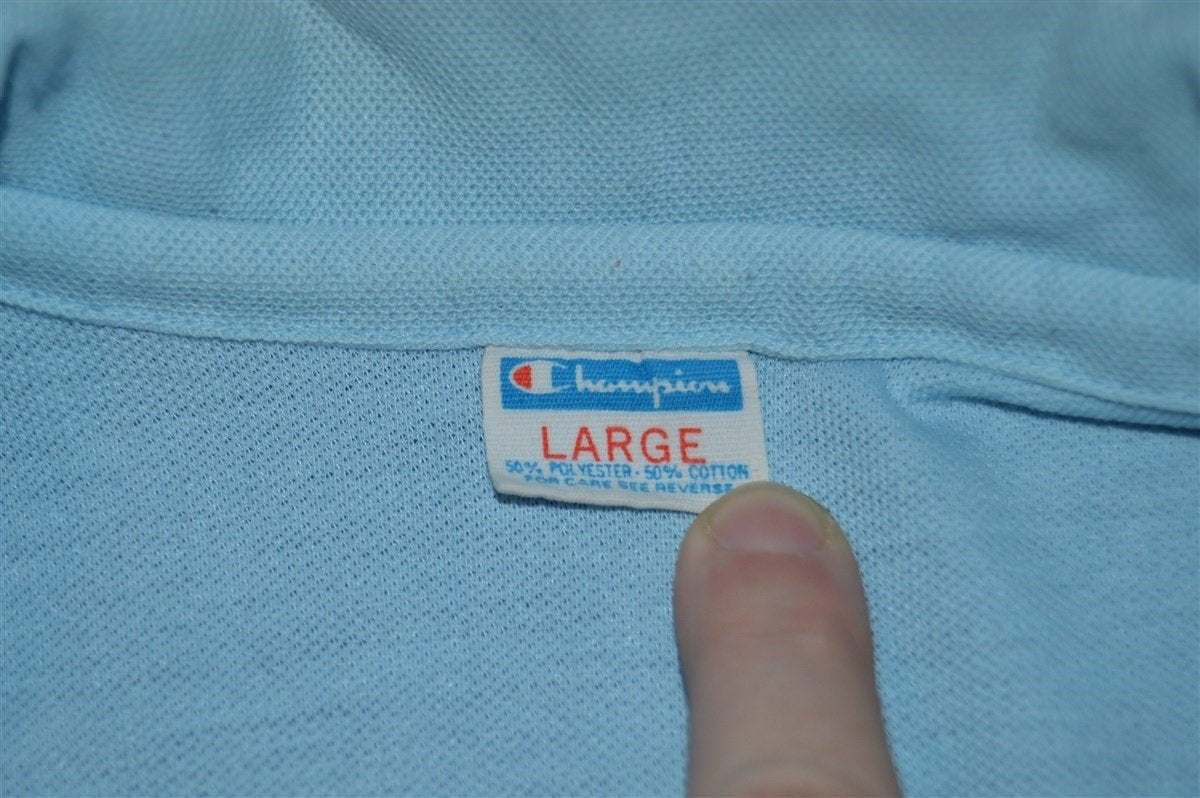 Champion
LARGE
50% POLYESTER - 50% COTTON
FOR CARE SEE REVERSE